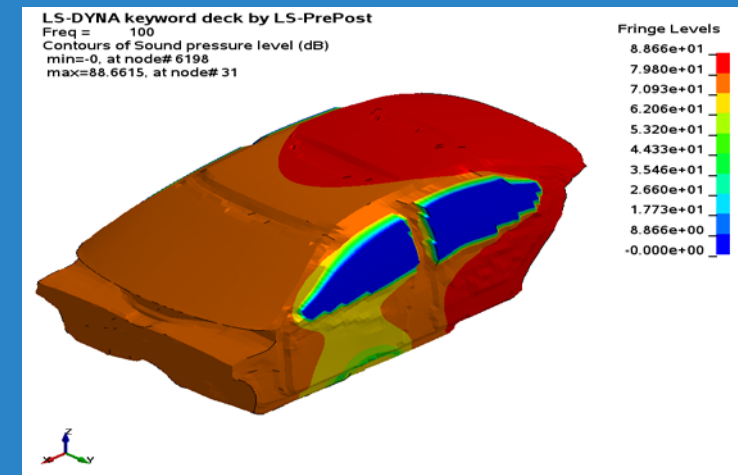 LS-DYNA keyword deck by LS-PrePost
Freq = 100
Contours of Sound pressure level (dB)
min=-0, at node# 6198
max=88.6615, at node# 31
Fringe Levels
8.866e+01
7.980e+01
7.093e+01
6.206e+01
5.320e+01
4.433e+01
3.546e+01
2.660e+01
1.773e+01
8.866e+00
-0.000e+00
Z
X
Y